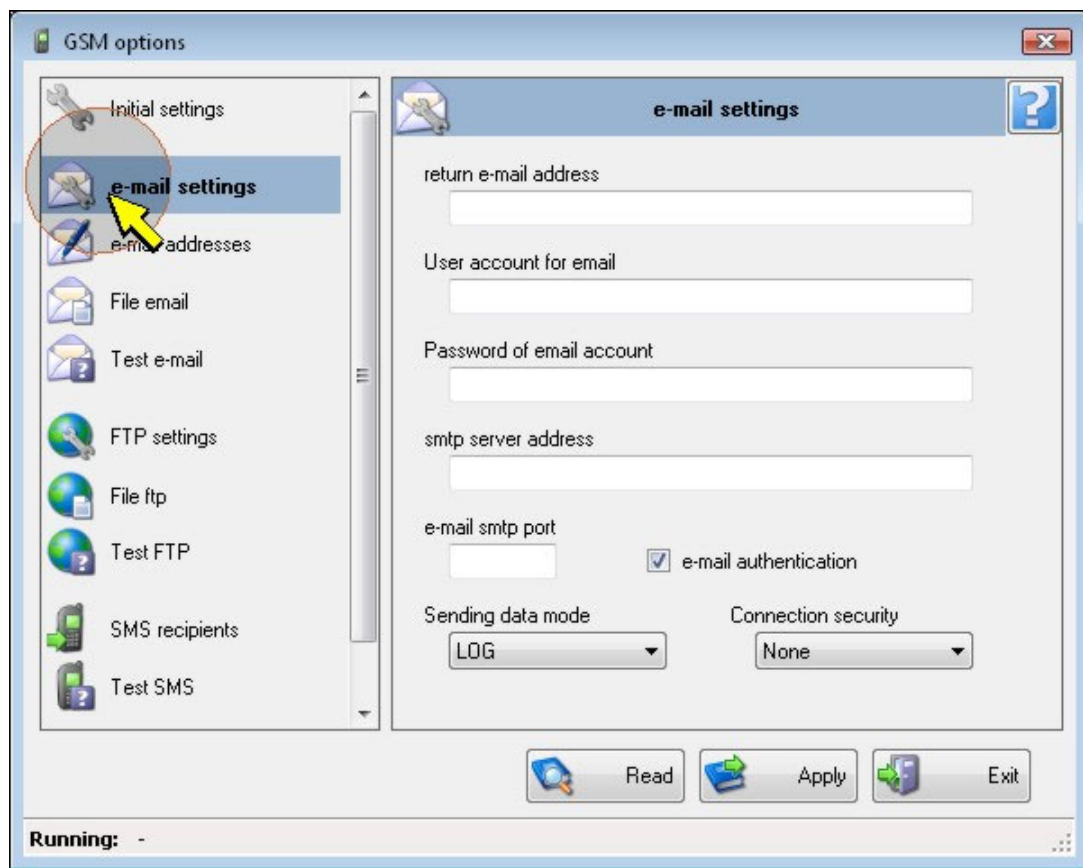 GSM options
Initial settings
e-mail settings
e-mail addresses
File email
Test e-mail
FTP settings
File ftp
Test FTP
SMS recipients
Test SMS
e-mail settings
return e-mail address
User account for email
Password of email account
smtp server address
e-mail smtp port
e-mail authentication
Sending data mode
Connection security
LOG
None
Read
Apply
Exit
Running: -